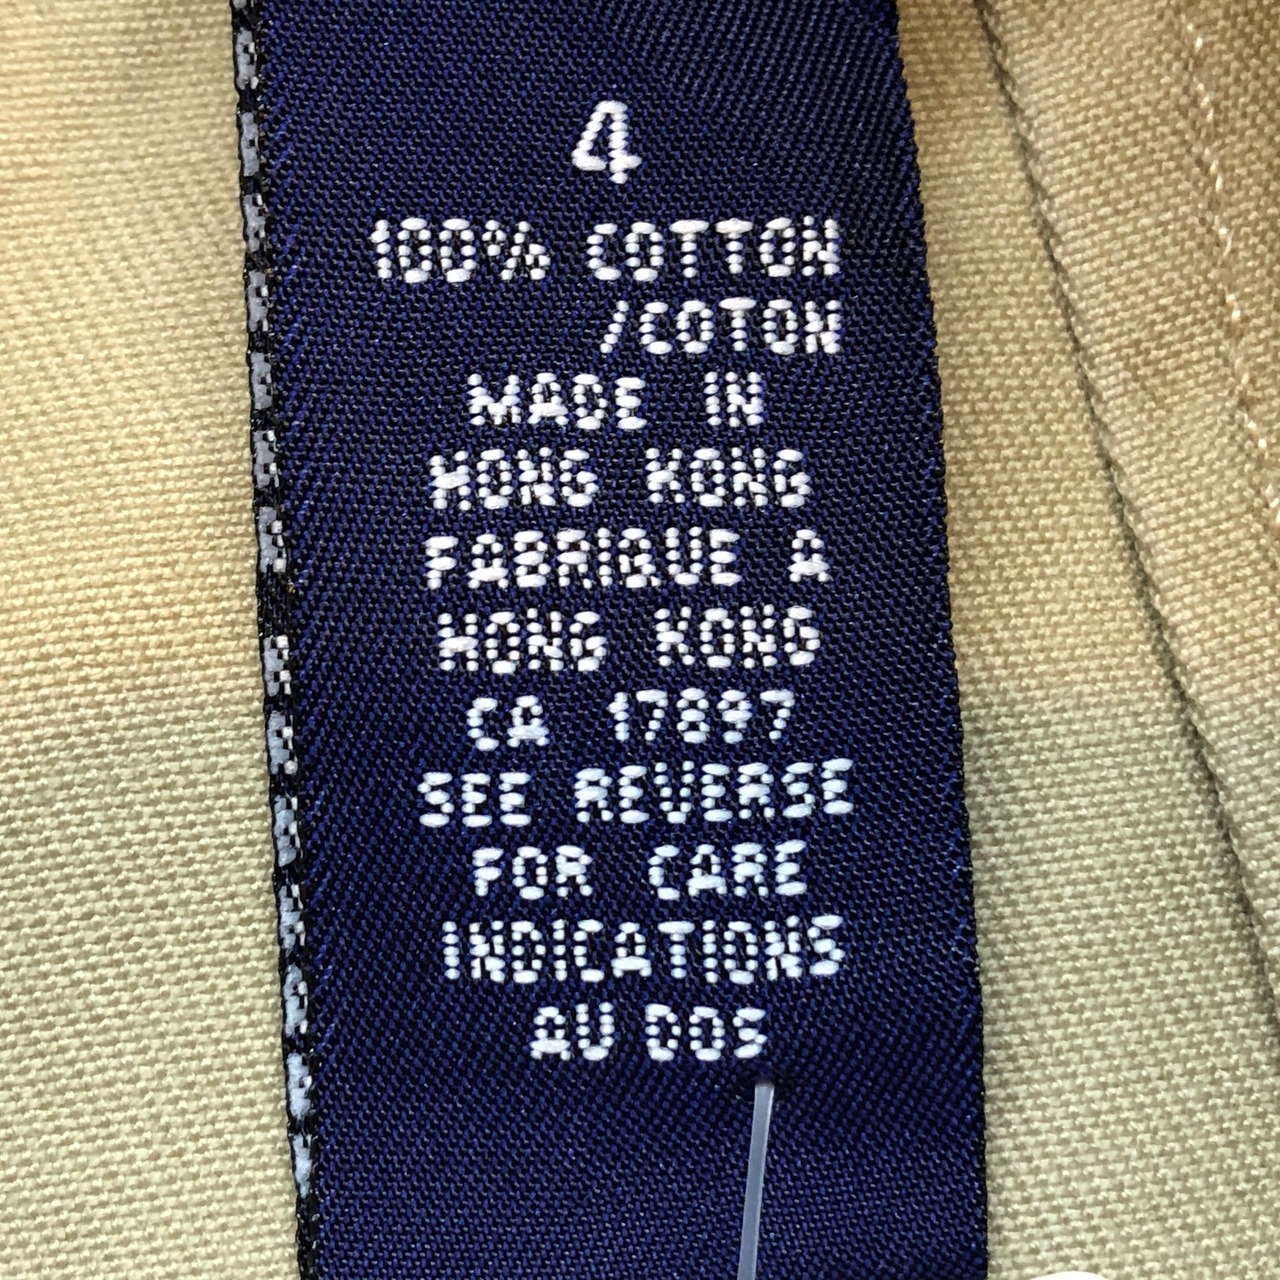 4
100% COTTON
/COTON
MADE IN
HONG KONG
FABRIQUE A
HONG KONG
CA 17897
SEE REVERSE
FOR CARE
INDICATIONS
AU DOS